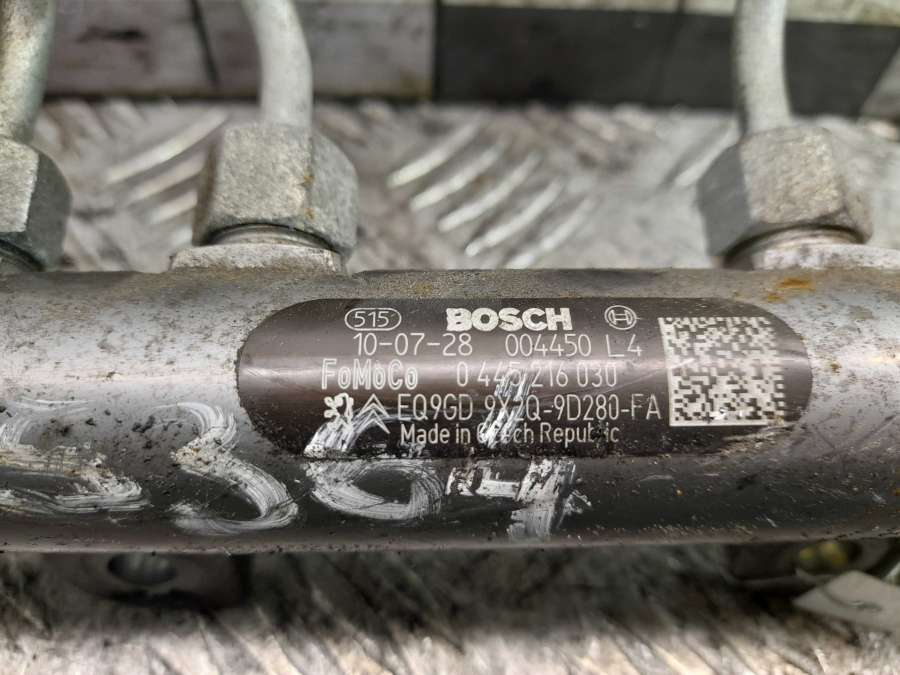 515 BOSCH
10-07-28 004450 L4
FoMoCo 0 445 216 030
EQ9GD 9X2Q-9D280-FA
Made in Czech Republic